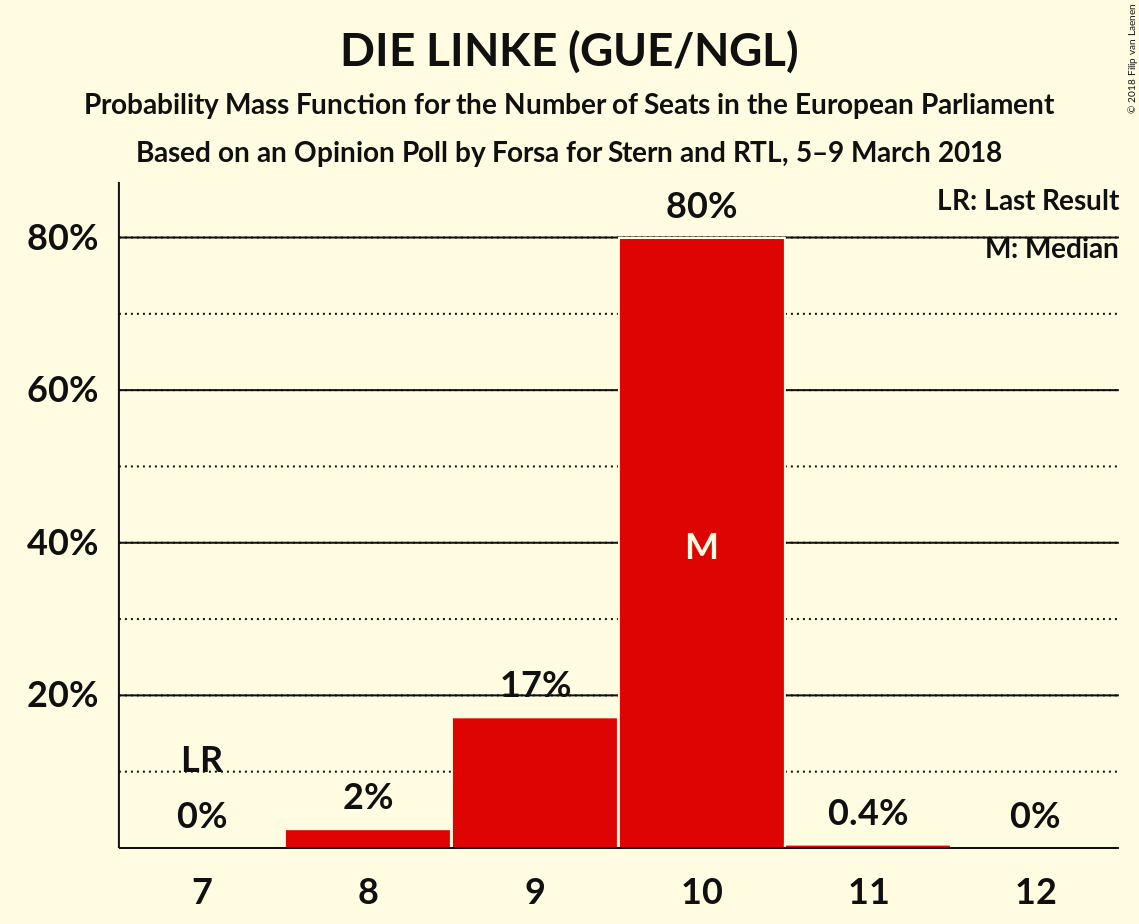 DIE LINKE (GUE/NGL)
Probability Mass Function for the Number of Seats in the European Parliament
Based on an Opinion Poll by Forsa for Stern and RTL, 5–9 March 2018
© 2018 Filip van Laenen
LR: Last Result
M: Median
80%
60%
40%
20%
LR
0%
2%
17%
80%
M
0.4%
0%
7
8
9
10
11
12